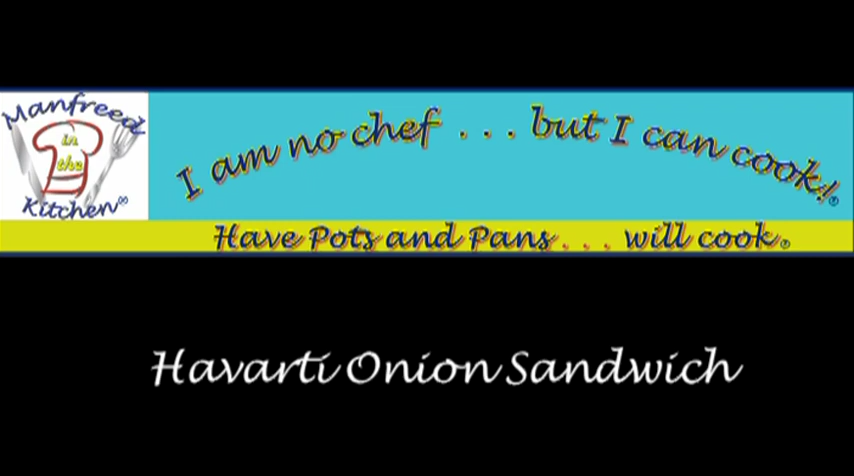 Manfreed
in
the
Kitchen®
I am no chef . . . but I can cook!®
Have Pots and Pans . . . will cook.®
Havarti Onion Sandwich